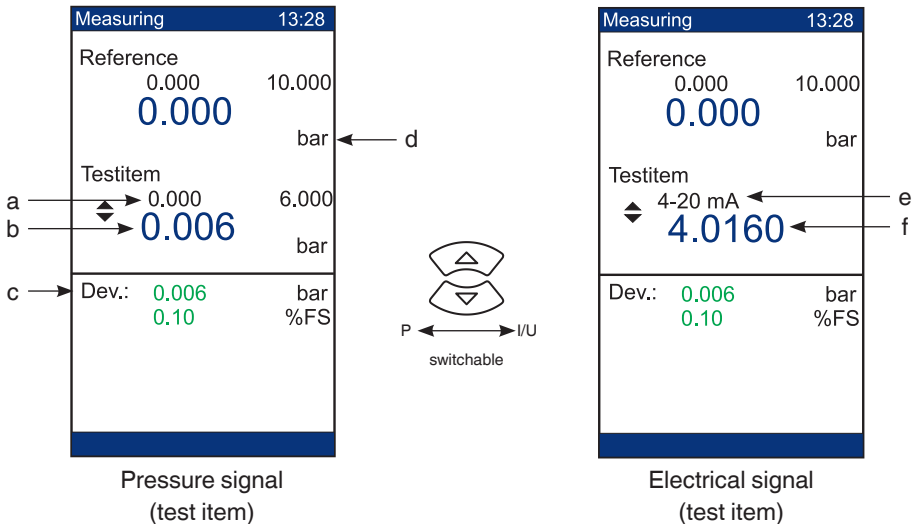 Measuring 13:28
Reference
0.000 10.000
0.000
bar
d
Testitem
a
0.000 6.000
b
0.006
bar
c
Dev.: 0.006 bar
0.10 %FS
Pressure signal
(test item)
P I/U
switchable
Measuring 13:28
Reference
0.000 10.000
0.000
bar
Testitem
4-20 mA
e
4.0160
f
Dev.: 0.006 bar
0.10 %FS
Electrical signal
(test item)